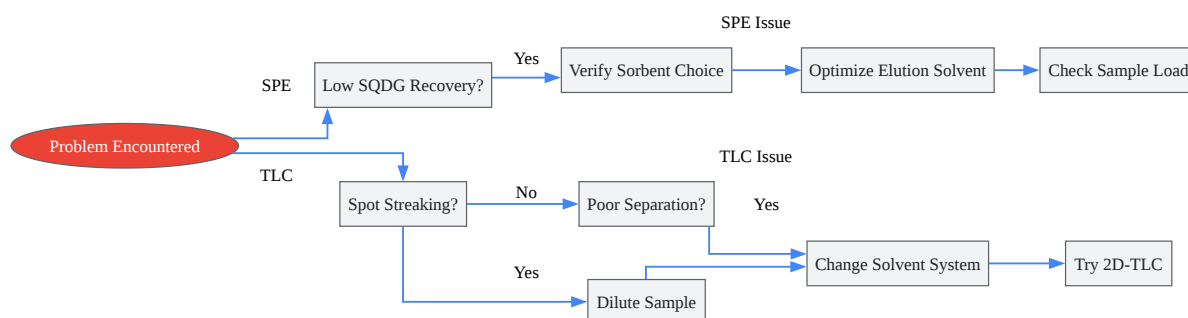 SPE Issue
Yes
Low SQDG Recovery?
Verify Sorbent Choice
Optimize Elution Solvent
Check Sample Load
SPE
Problem Encountered
TLC
TLC Issue
Spot Streaking?
No
Poor Separation?
Yes
Yes
Change Solvent System
Try 2D-TLC
Dilute Sample